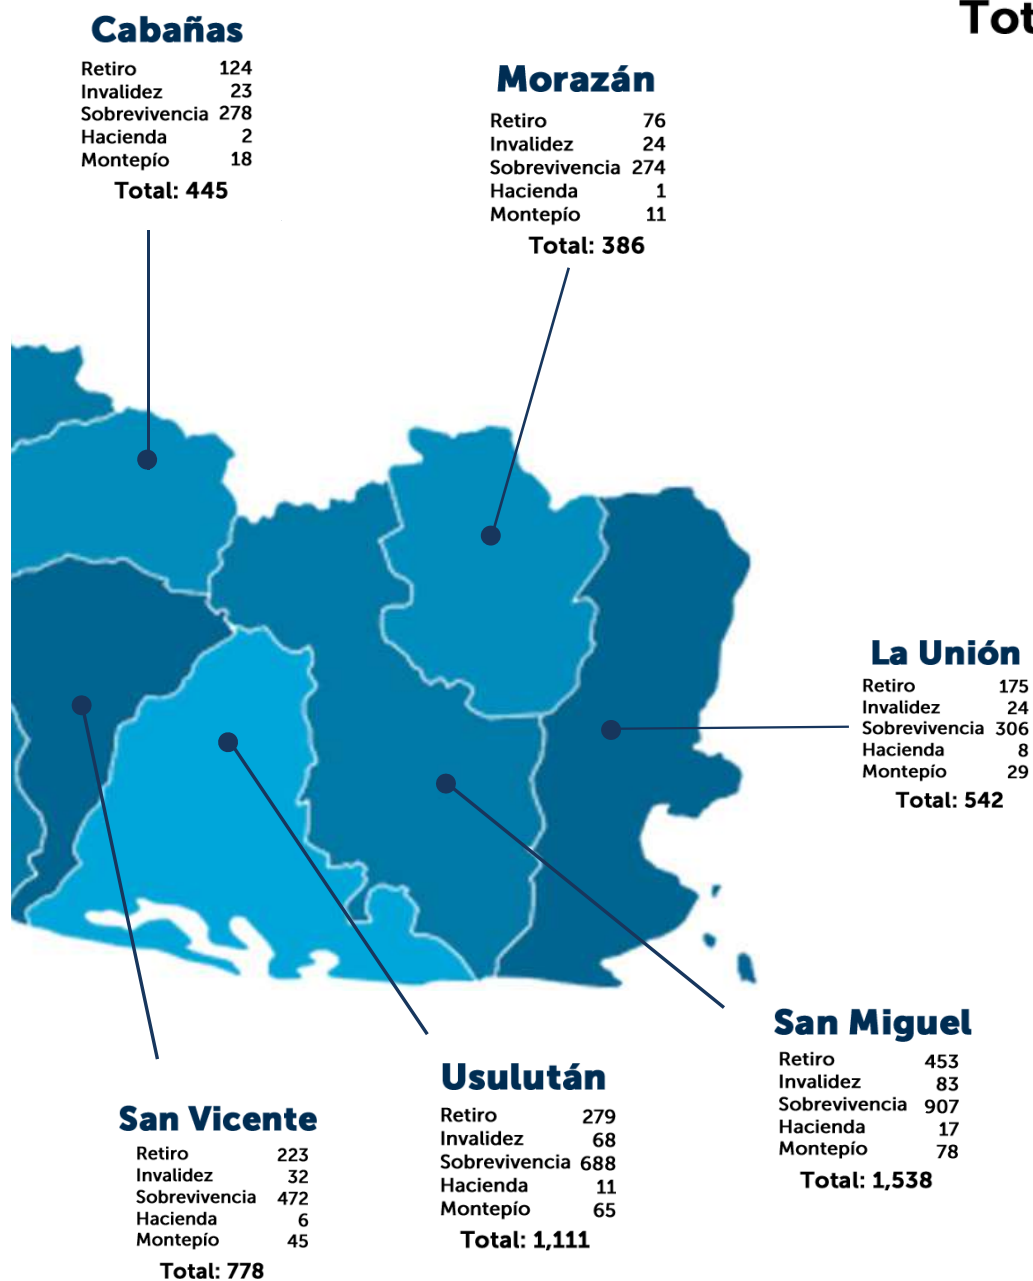 Tot
Cabañas
Retiro 124
Invalidez 23
Sobrevivencia 278
Hacienda 2
Montepío 18
Total: 445
Morazán
Retiro 76
Invalidez 24
Sobrevivencia 274
Hacienda 1
Montepío 11
Total: 386
La Unión
Retiro 175
Invalidez 24
Sobrevivencia 306
Hacienda 8
Montepío 29
Total: 542
San Miguel
Retiro 453
Invalidez 83
Sobrevivencia 907
Hacienda 17
Montepío 78
Total: 1,538
Usulután
Retiro 279
Invalidez 68
Sobrevivencia 688
Hacienda 11
Montepío 65
Total: 1,111
San Vicente
Retiro 223
Invalidez 32
Sobrevivencia 472
Hacienda 6
Montepío 45
Total: 778